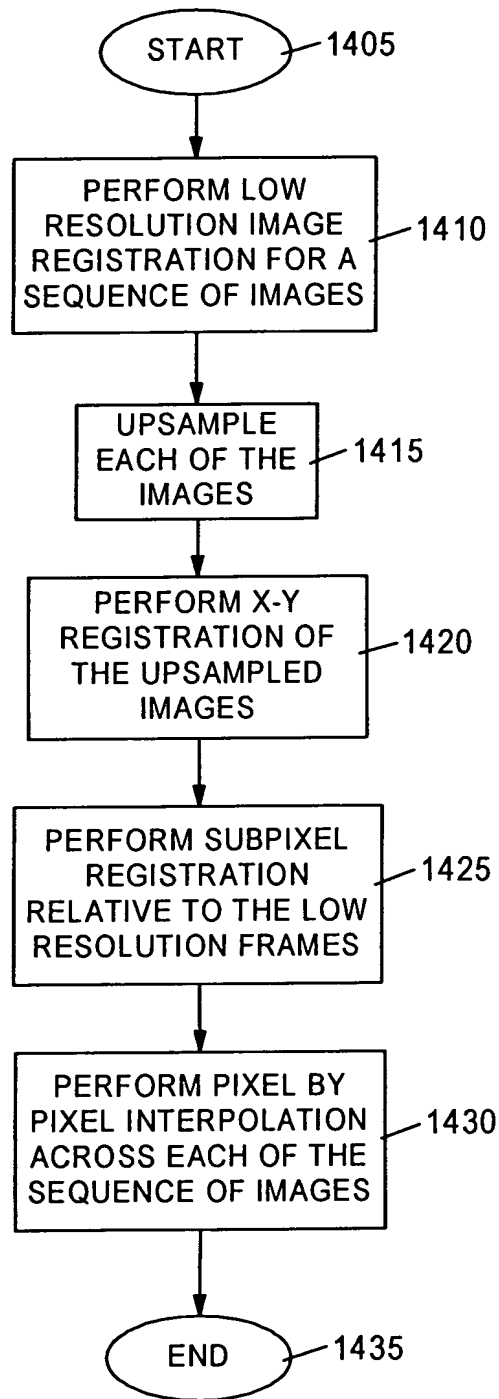 START
1405
PERFORM LOW
RESOLUTION IMAGE
REGISTRATION FOR A
SEQUENCE OF IMAGES
1410
UPSAMPLE
EACH OF THE
IMAGES
1415
PERFORM X-Y
REGISTRATION OF
THE UPSAMPLED
IMAGES
1420
PERFORM SUBPIXEL
REGISTRATION
RELATIVE TO THE LOW
RESOLUTION FRAMES
1425
PERFORM PIXEL BY
PIXEL INTERPOLATION
ACROSS EACH OF THE
SEQUENCE OF IMAGES
1430
END
1435